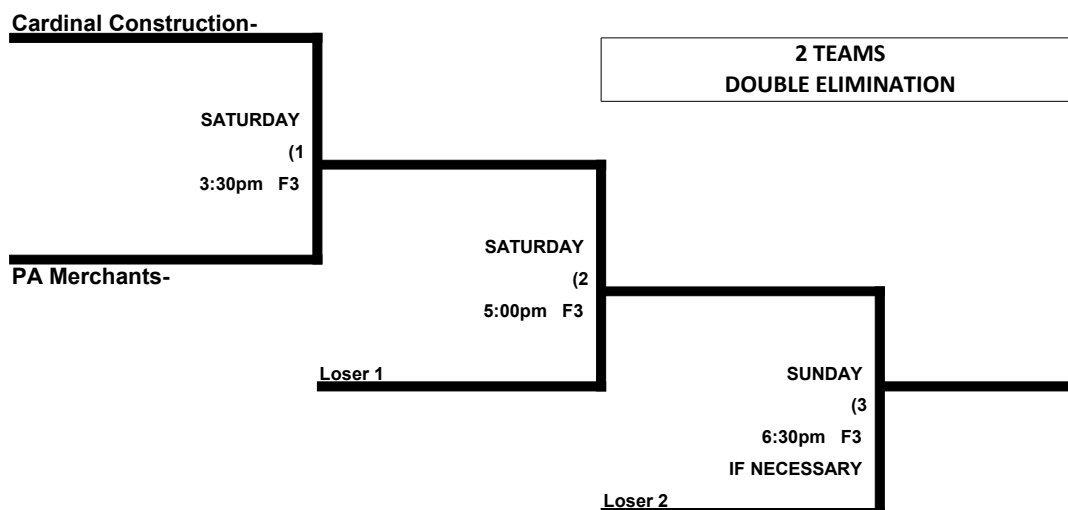 Cardinal Construction-
2 TEAMS
DOUBLE ELIMINATION
SATURDAY
(1
3:30pm F3
PA Merchants-
SATURDAY
(2
5:00pm F3
Loser 1
SUNDAY
(3
6:30pm F3
IF NECESSARY
Loser 2